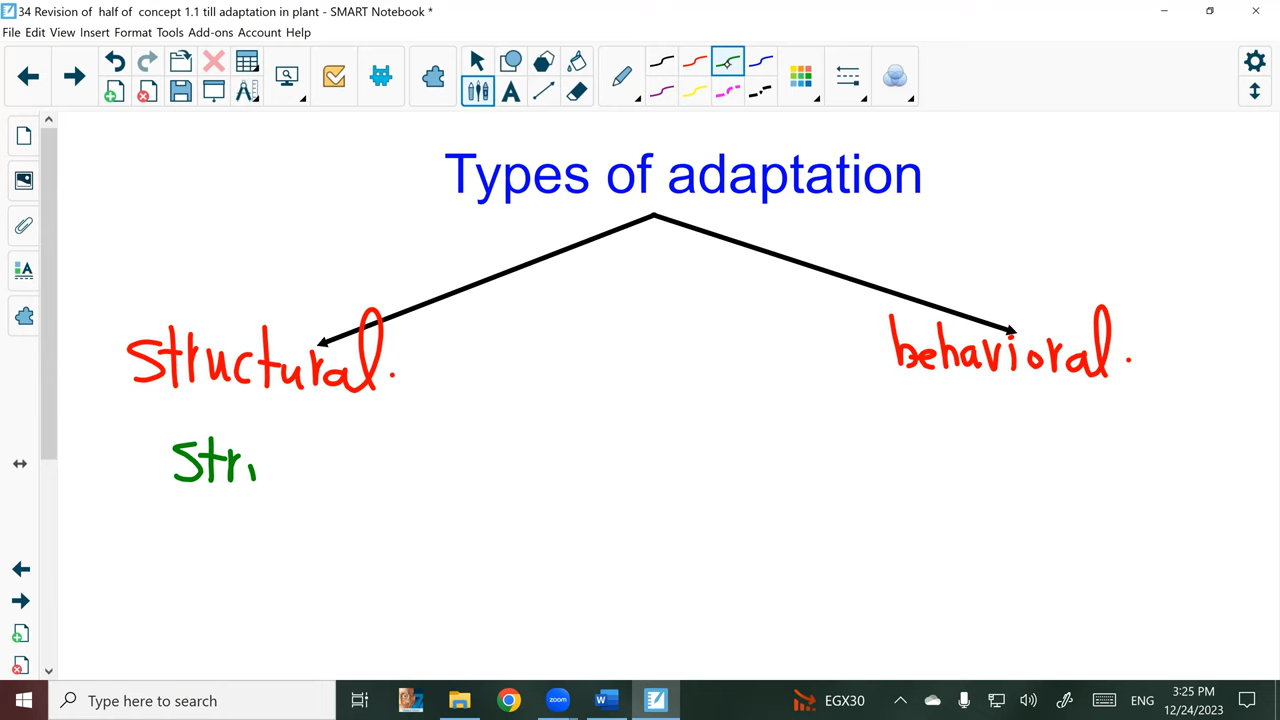 34 Revision of  half of  concept 1.1 till adaptation in plant - SMART Notebook *
File Edit View Insert Format Tools Add-ons Account Help
Types of adaptation
structural.
behavioral.
Type here to search
zoom
EGX30
ENG
3:25 PM
12/24/2023